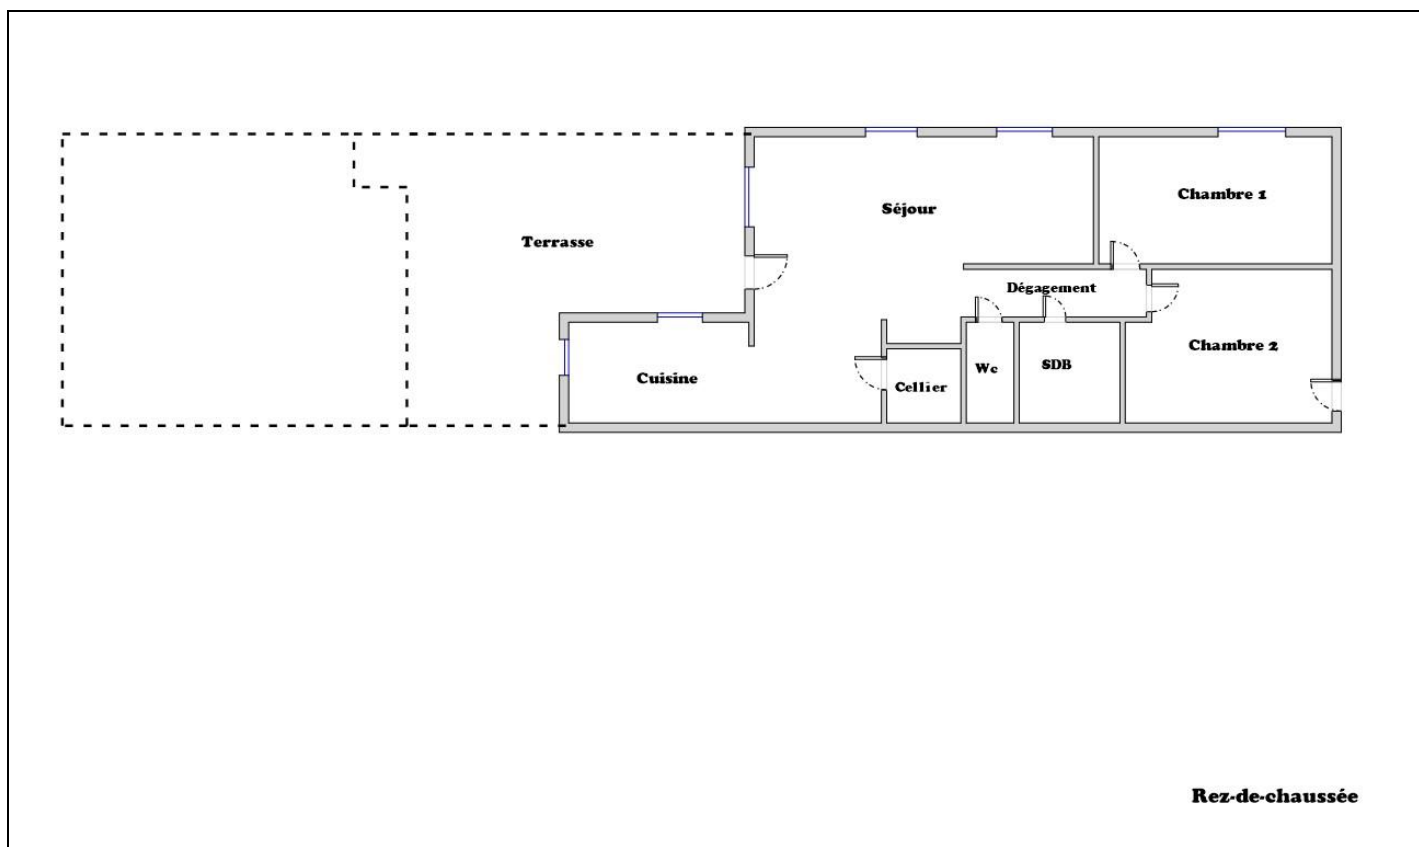 Chambre 1
Séjour
Terrasse
Dégagement
Chambre 2
Cuisine
Wc
SDB
Cellier
Rez-de-chaussée